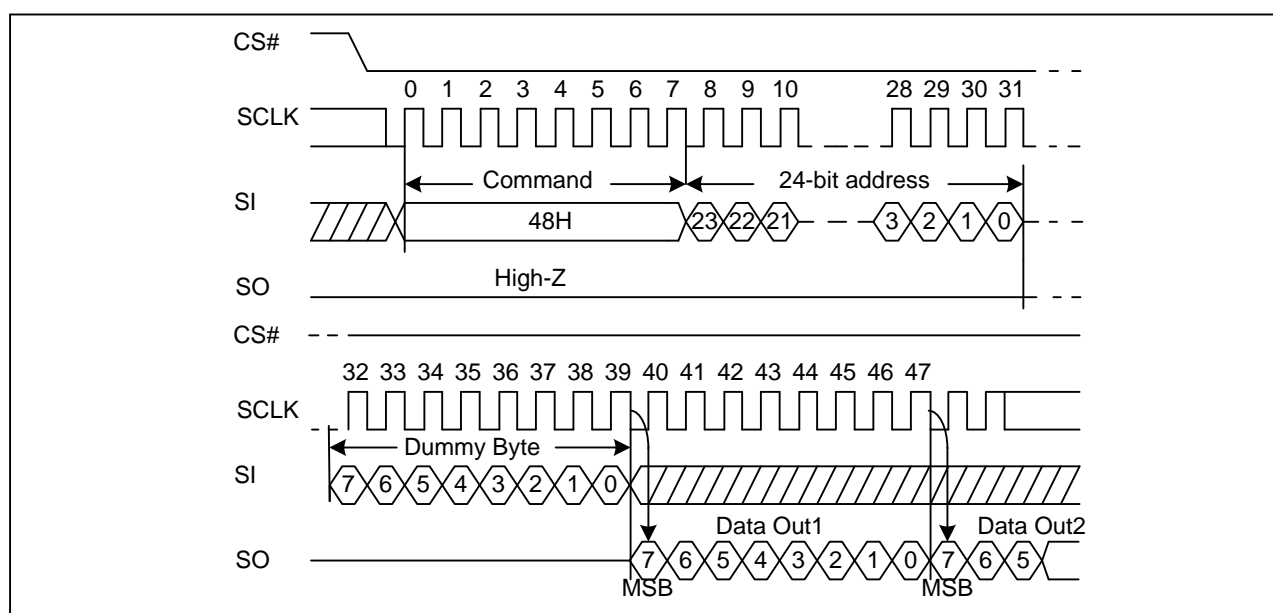 CS#
0 1 2 3 4 5 6 7 8 9 10 28 29 30 31
SCLK
Command 24-bit address
SI
48H 23 22 21 3 2 1 0
High-Z
SO
CS#
32 33 34 35 36 37 38 39 40 41 42 43 44 45 46 47
SCLK
Dummy Byte
SI
7 6 5 4 3 2 1 0
Data Out1 Data Out2
SO
7 6 5 4 3 2 1 0 7 6 5
MSB MSB